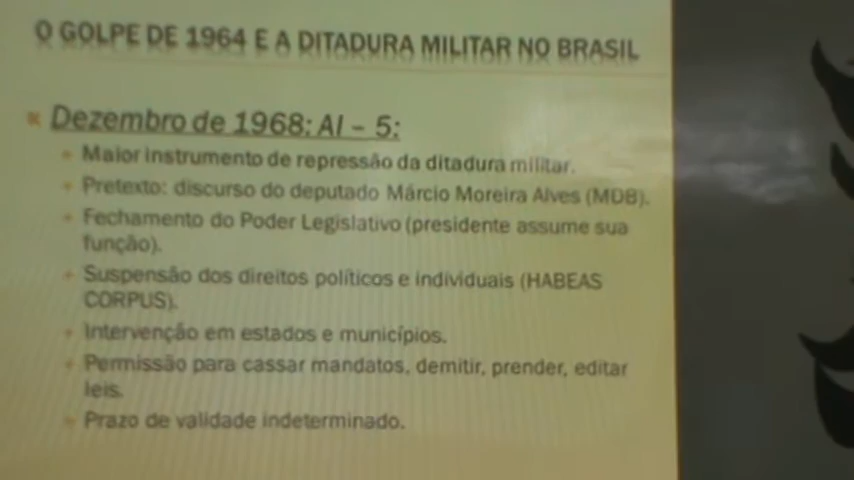 O GOLPE DE 1964 E A DITADURA MILITAR NO BRASIL
Dezembro de 1968: AI – 5:
Maior instrumento de repressão da ditadura militar.
Pretexto: discurso do deputado Márcio Moreira Alves (MDB).
Fechamento do Poder Legislativo (presidente assume sua
função).
Suspensão dos direitos políticos e individuais (HABEAS
CORPUS).
Intervenção em estados e municípios.
Permissão para cassar mandatos, demitir, prender, editar
leis.
Prazo de validade indeterminado.